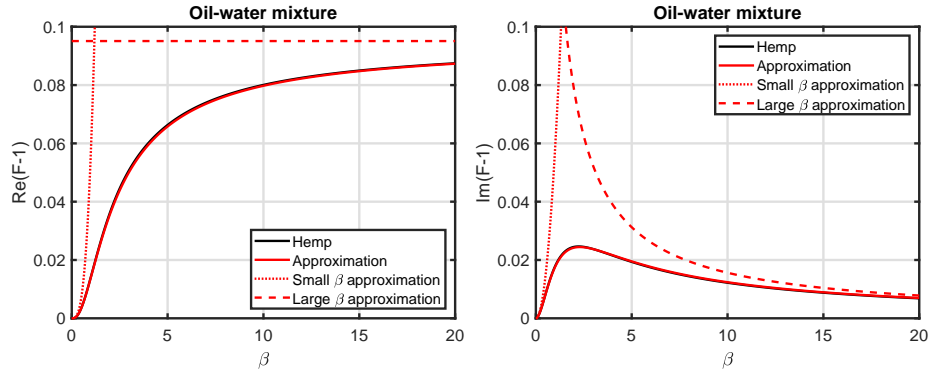 Oil-water mixture
Re(F-1)
0.1
0.08
0.06
0.04
0.02
0
Hemp
Approximation
Small β approximation
Large β approximation
0 5 10 15 20
β
Oil-water mixture
Im(F-1)
0.1
0.08
0.06
0.04
0.02
0
Hemp
Approximation
Small β approximation
Large β approximation
0 5 10 15 20
β